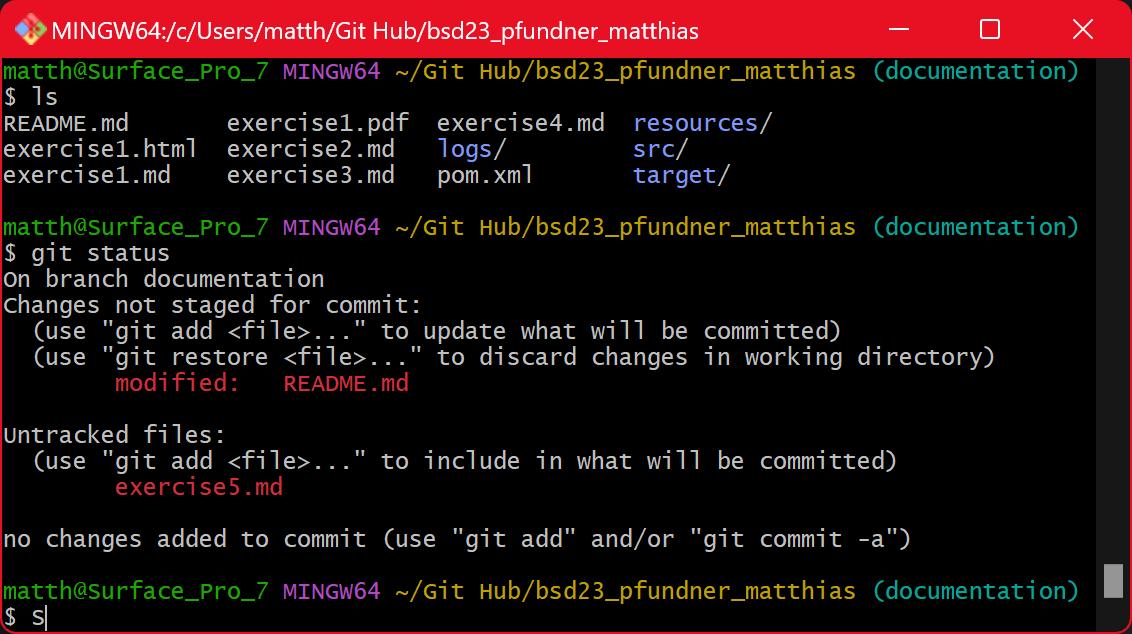 MINGW64:/c/Users/matth/Git Hub/bsd23_pfundner_matthias
matth@Surface_Pro_7 MINGW64 ~/Git Hub/bsd23_pfundner_matthias (documentation)
$ ls
README.md       exercise1.pdf  exercise4.md  resources/
exercise1.html  exercise2.md   logs/         src/
exercise1.md    exercise3.md   pom.xml       target/
matth@Surface_Pro_7 MINGW64 ~/Git Hub/bsd23_pfundner_matthias (documentation)
$ git status
On branch documentation
Changes not staged for commit:
  (use "git add <file>..." to update what will be committed)
  (use "git restore <file>..." to discard changes in working directory)
        modified:   README.md
Untracked files:
  (use "git add <file>..." to include in what will be committed)
        exercise5.md
no changes added to commit (use "git add" and/or "git commit -a")
matth@Surface_Pro_7 MINGW64 ~/Git Hub/bsd23_pfundner_matthias (documentation)
$ S